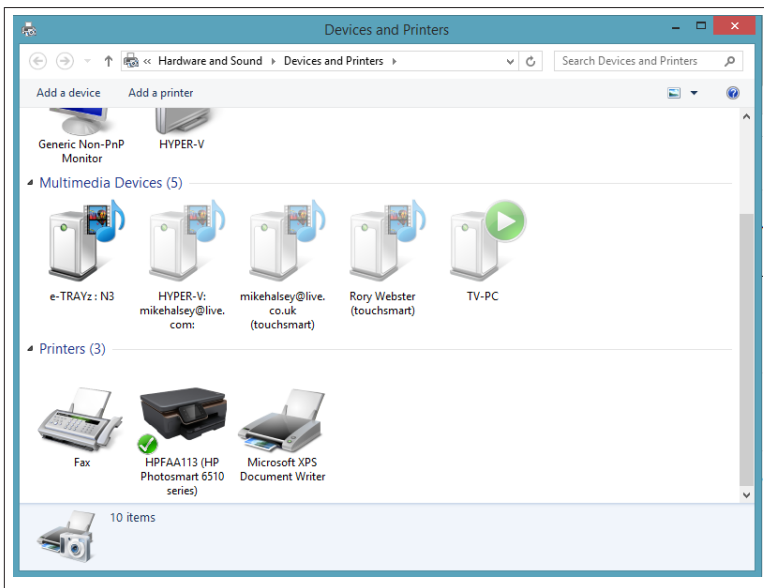 Devices and Printers
« Hardware and Sound ▸ Devices and Printers ▸
Search Devices and Printers
Add a device Add a printer
Generic Non-PnP
Monitor
HYPER-V
Multimedia Devices (5)
e-TRAYz : N3
HYPER-V:
mikehalsey@live.
com:
mikehalsey@live.
co.uk
(touchsmart)
Rory Webster
(touchsmart)
TV-PC
Printers (3)
Fax
HPFAA113 (HP
Photosmart 6510
series)
Microsoft XPS
Document Writer
10 items